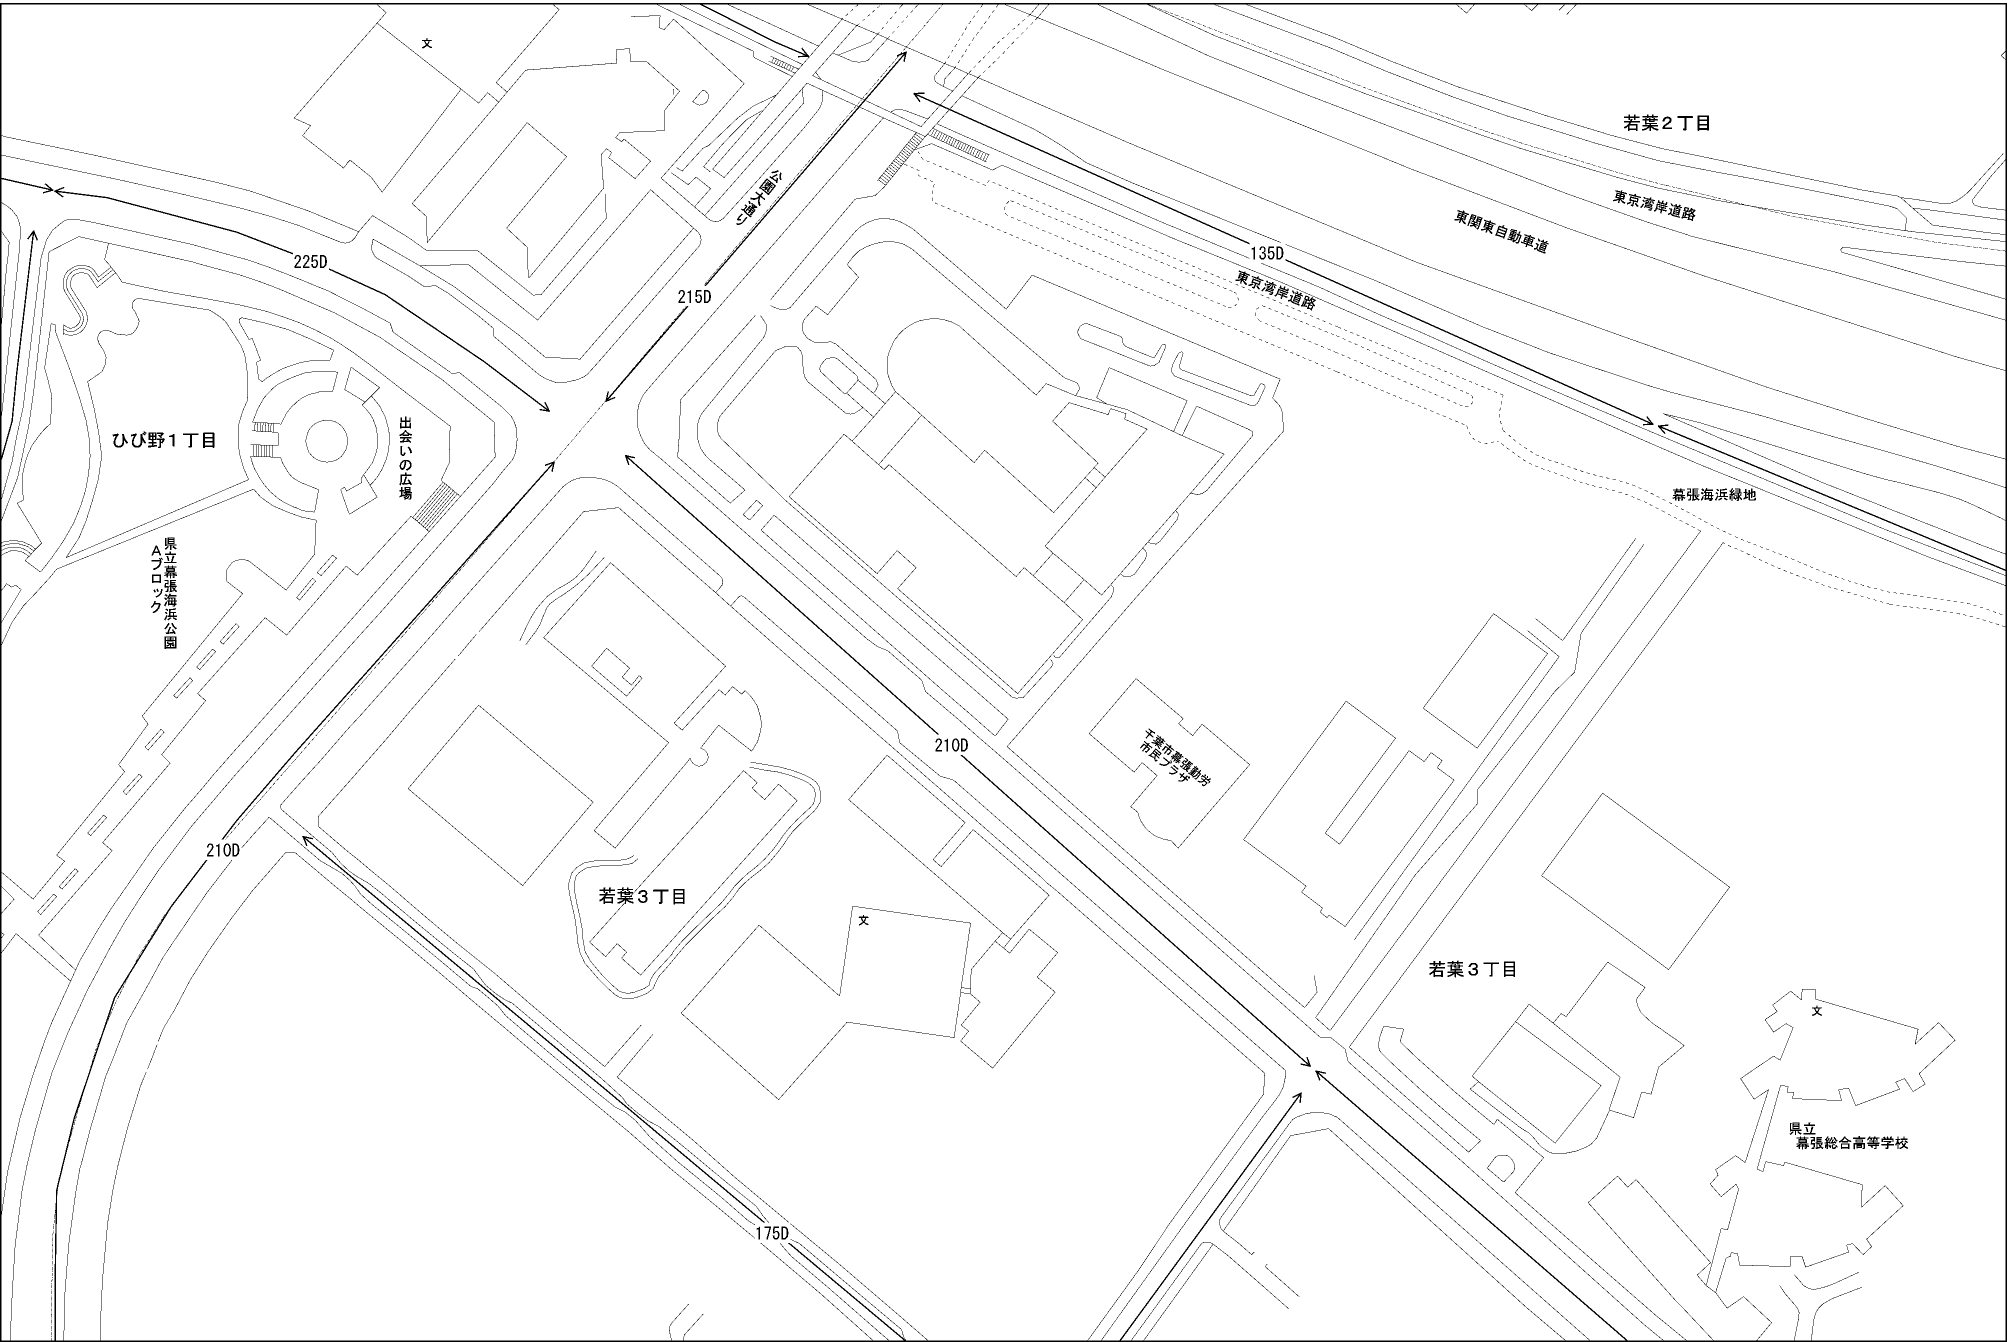 文
若葉２丁目
公園大通り
東京湾岸道路
東関東自動車道
225D
135D
215D
東京湾岸道路
ひび野１丁目
出会いの広場
幕張海浜緑地
県立幕張海浜公園
Aブロック
210D
千葉市幕張勤労
市民プラザ
210D
若葉３丁目
文
若葉３丁目
文
県立
幕張総合高等学校
175D